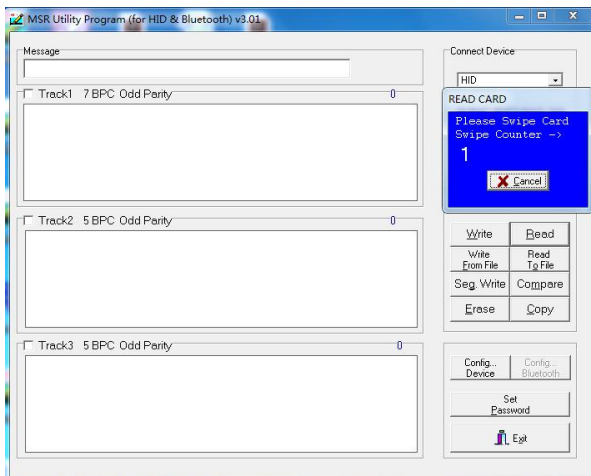 MSR Utility Program (for HID & Bluetooth) v3.01
Message
Connect Device
HID
Track1 7 BPC Odd Parity 0
READ CARD
Please Swipe Card
Swipe Counter ->
1
Cancel
Track2 5 BPC Odd Parity 0
Write Read
Write From File
Read To File
Seg. Write Compare
Erase Copy
Track3 5 BPC Odd Parity 0
Config... Device
Config... Bluetooth
Set Password
Exit